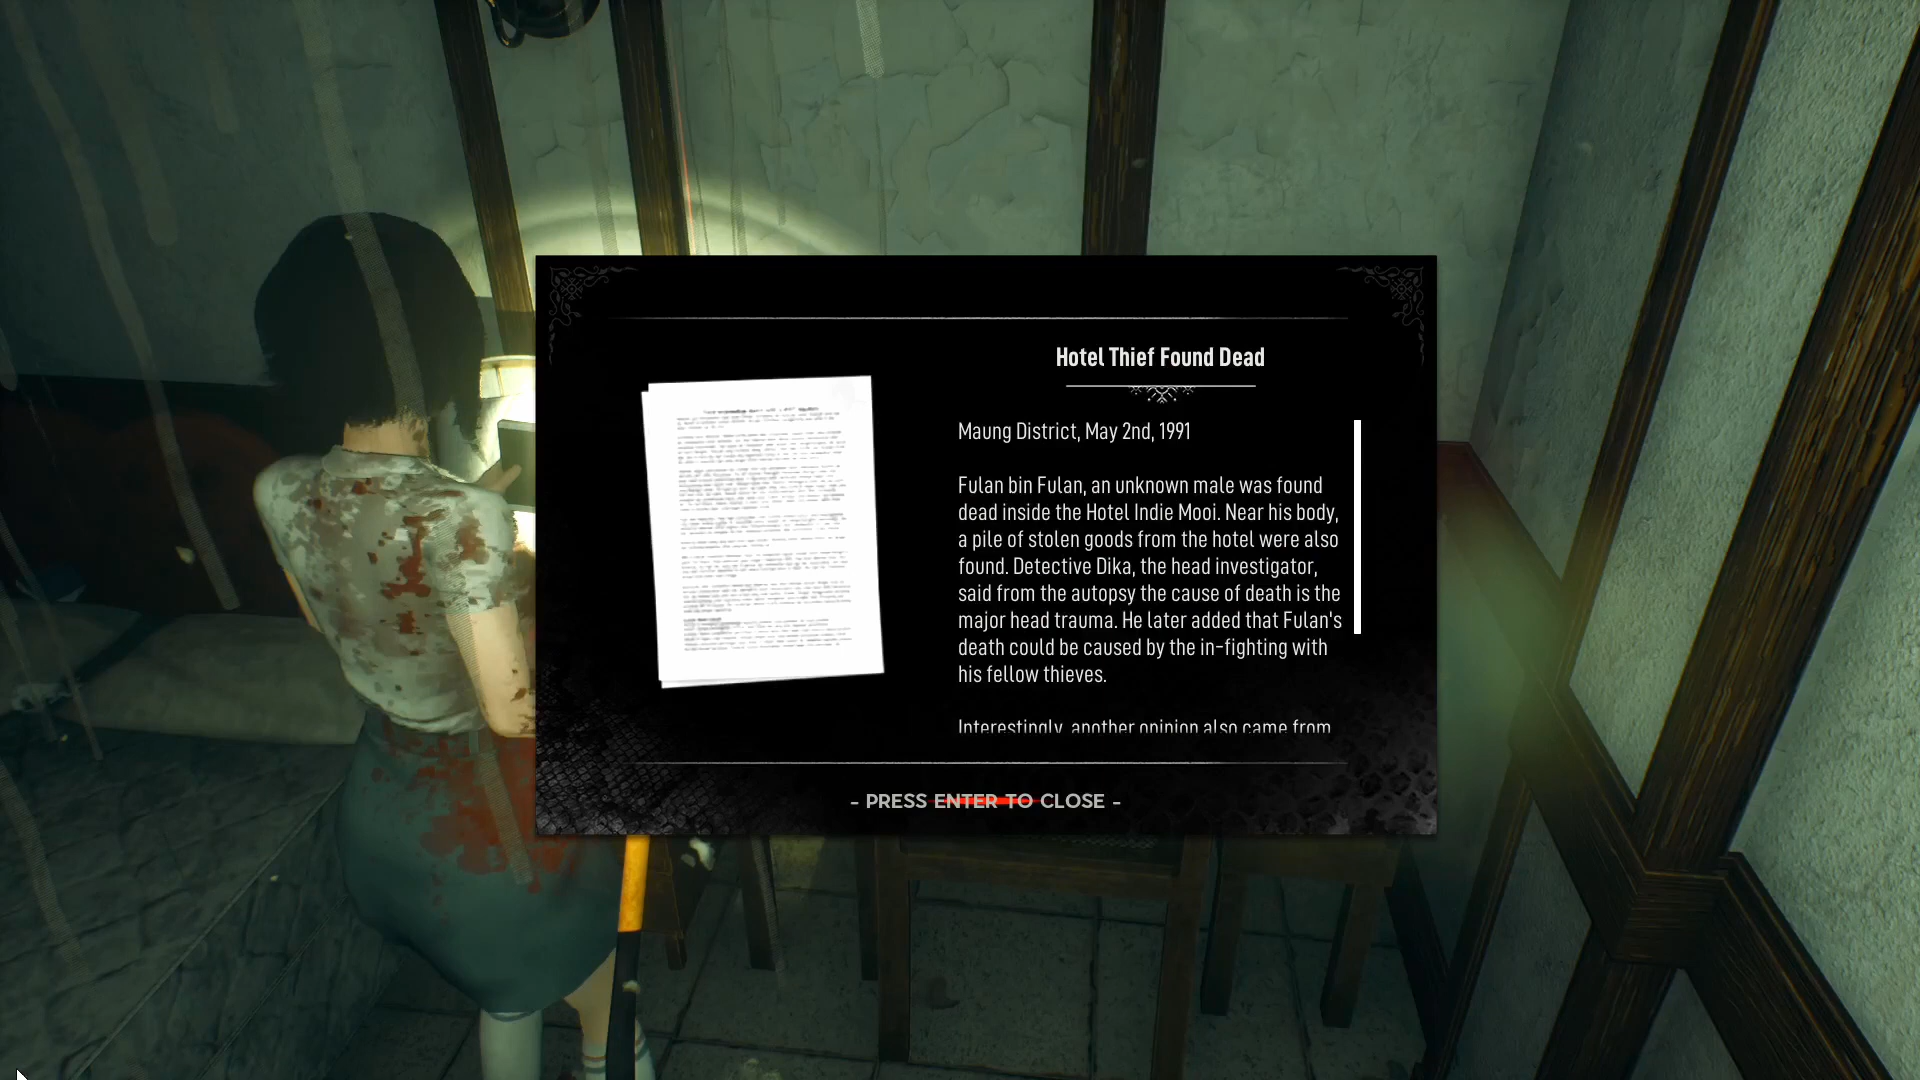 Hotel Thief Found Dead
Maung District, May 2nd, 1991
Fulan bin Fulan, an unknown male was found
dead inside the Hotel Indie Mooi. Near his body,
a pile of stolen goods from the hotel were also
found. Detective Dika, the head investigator,
said from the autopsy the cause of death is the
major head trauma. He later added that Fulan's
death could be caused by the in-fighting with
his fellow thieves.
Interestingly, another opinion also came from
- PRESS ENTER TO CLOSE -